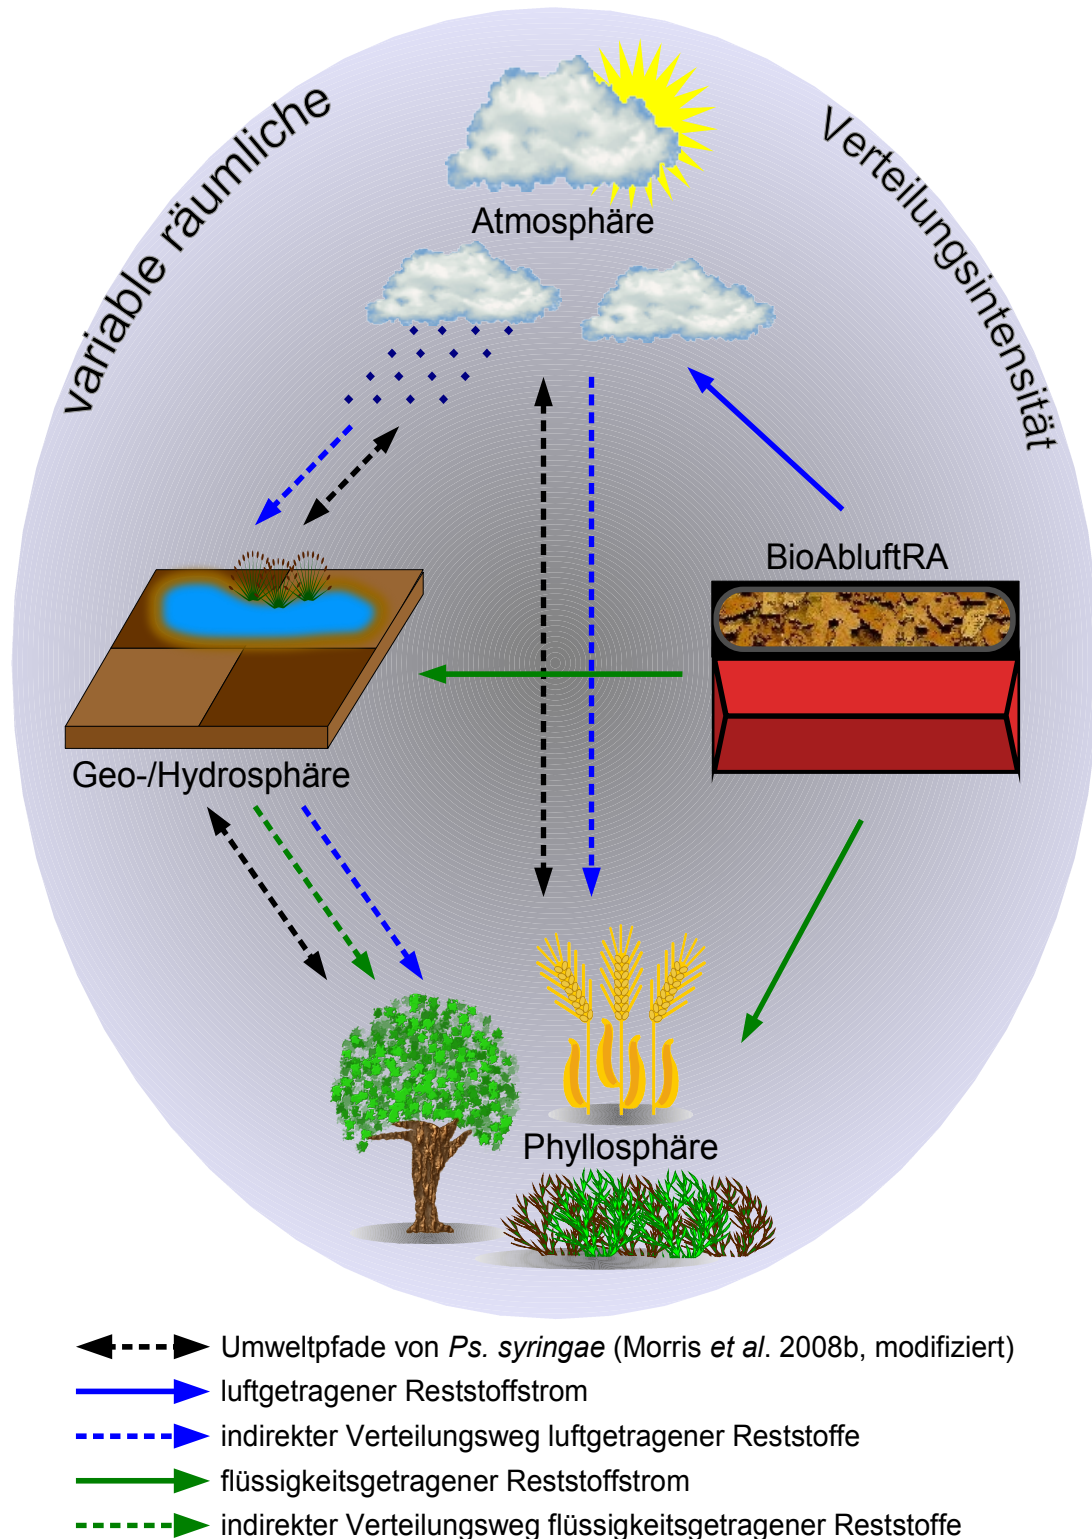 variable räumliche
Verteilungsintensität
Atmosphäre
BioAbluftRA
Geo-/Hydrosphäre
Phyllosphäre
Umweltpfade von Ps. syringae (Morris et al. 2008b, modifiziert)
luftgetragener Reststoffstrom
indirekter Verteilungsweg luftgetragener Reststoffe
flüssigkeitsgetragener Reststoffstrom
indirekter Verteilungsweg flüssigkeitsgetragener Reststoffe